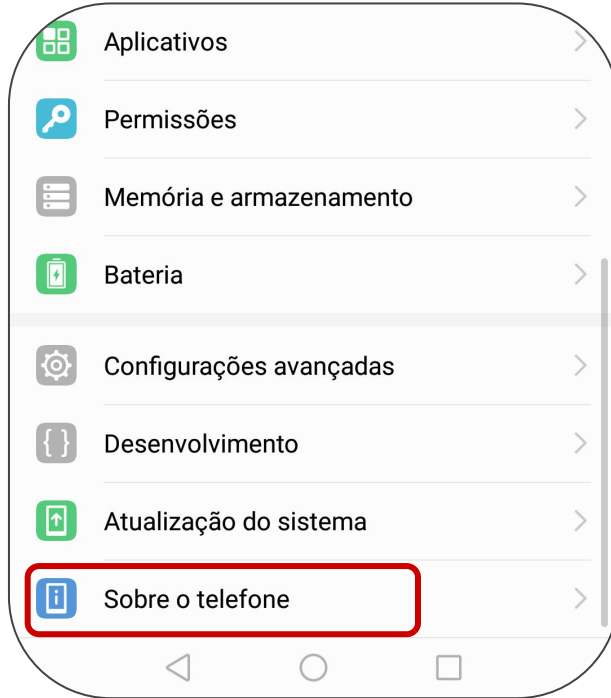 Aplicativos
Permissões
Memória e armazenamento
Bateria
Configurações avançadas
Desenvolvimento
Atualização do sistema
Sobre o telefone